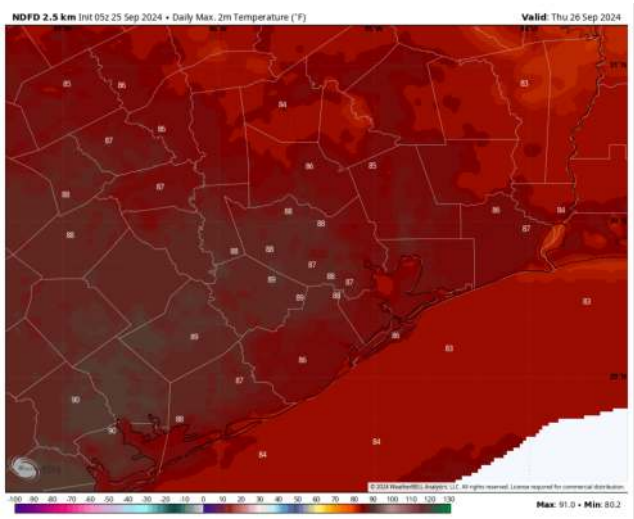 NDFD 2.5 km Init 05z 25 Sep 2024 • Daily Max. 2m Temperature (°F) Valid: Thu 26 Sep 2024
85 86 83
84
86
87
86 85
87
88
88 86 84
88 87
88
88 88
87
89 88 87
89 88
89 86 83
83
86
87
90
88
90
84 84
© 2024 WeatherBELL Analytics, LLC. All rights reserved. License required for commercial distribution.
-100 -90 -80 -70 -60 -50 -40 -30 -20 -10 0 10 20 30 40 50 60 70 80 90 100 110 120 130
Max: 91.0 • Min: 80.2